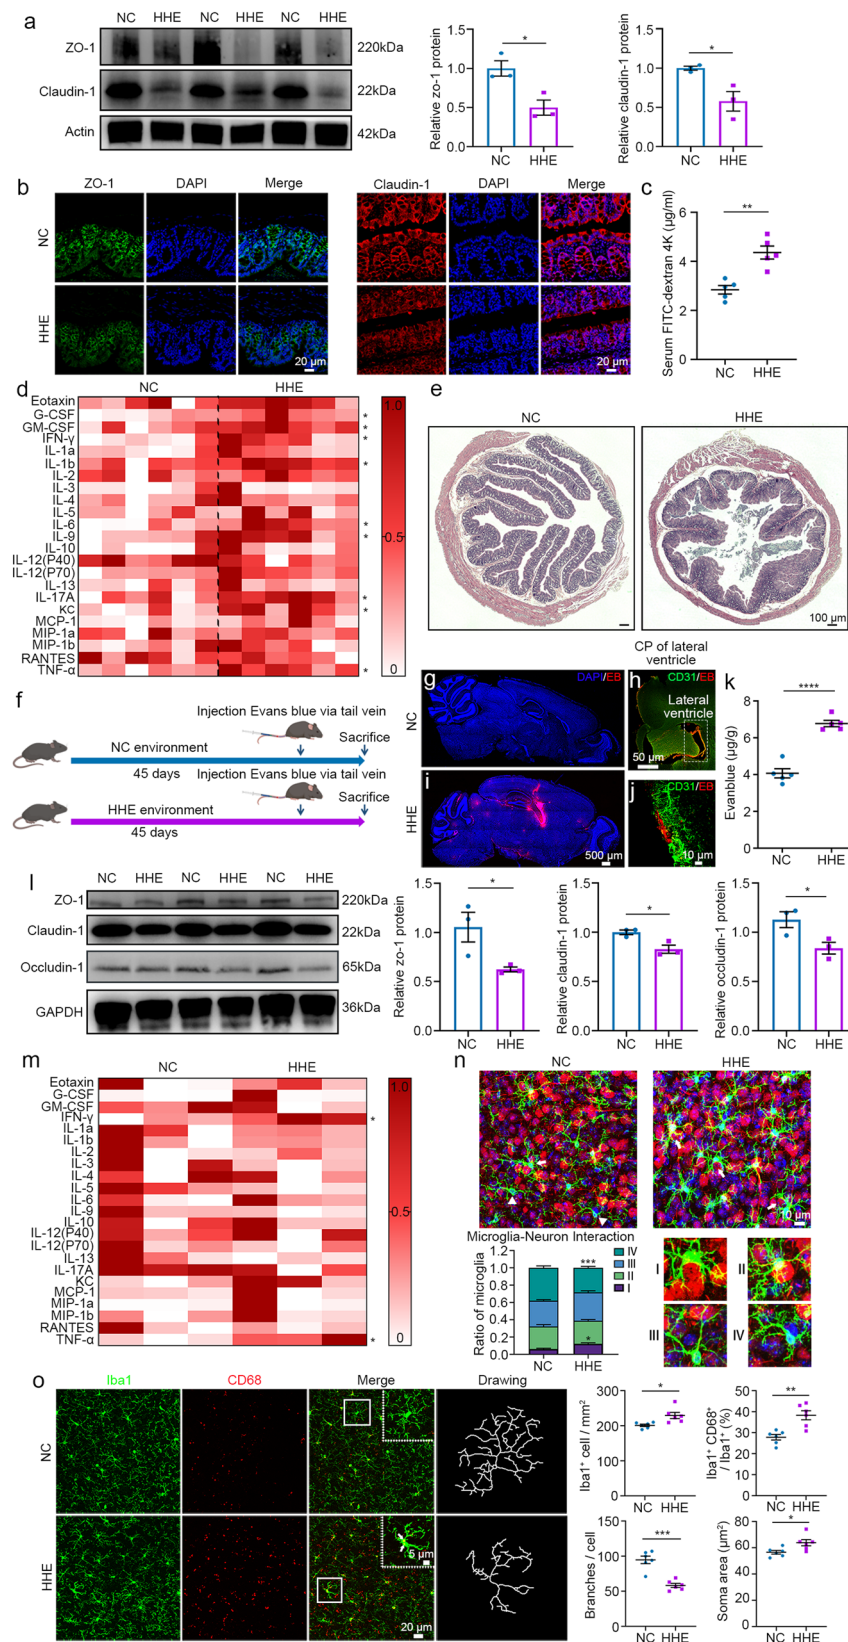 a
NC HHE NC HHE NC HHE
ZO-1 220kDa
Claudin-1 22kDa
Actin 42kDa
Relative zo-1 protein
1.5
1.0
0.5
0.0
*
NC HHE
Relative claudin-1 protein
1.5
1.0
0.5
0.0
*
NC HHE
b
ZO-1 DAPI Merge
Claudin-1 DAPI Merge
NC
HHE
20 µm
20 µm
c
Serum FITC-dextran 4K (µg/ml)
6
4
2
0
**
NC HHE
d
NC HHE
Eotaxin
G-CSF *
GM-CSF *
IFN-γ *
IL-1a
IL-1b *
IL-2
IL-3
IL-4
IL-5
IL-6 *
IL-9 *
IL-10
IL-12(P40)
IL-12(P70)
IL-13
IL-17A *
KC *
MCP-1
MIP-1a
MIP-1b
RANTES
TNF-α *
1.0
0.5
0
e
NC HHE
100 µm
f
Injection Evans blue via tail vein
NC environment Sacrifice
45 days
Injection Evans blue via tail vein
HHE environment Sacrifice
45 days
CP of lateral
ventricle
g
DAPI/EB
NC
h
CD31/EB
Lateral
ventricle
50 µm
i
HHE
500 µm
j
CD31/EB
10 µm
k
Evanblue (µg/g)
8
6
4
2
0
****
NC HHE
l
NC HHE NC HHE NC HHE
ZO-1 220kDa
Claudin-1 22kDa
Occludin-1 65kDa
GAPDH 36kDa
Relative zo-1 protein
1.5
1.0
0.5
0.0
*
NC HHE
Relative claudin-1 protein
1.5
1.0
0.5
0.0
*
NC HHE
Relative occludin-1 protein
1.5
1.0
0.5
0.0
*
NC HHE
m
NC HHE
Eotaxin
G-CSF
GM-CSF
IFN-γ *
IL-1a
IL-1b
IL-2
IL-3
IL-4
IL-5
IL-6
IL-9
IL-10
IL-12(P40)
IL-12(P70)
IL-13
IL-17A
KC
MCP-1
MIP-1a
MIP-1b
RANTES
TNF-α *
1.0
0.5
0
n
NC HHE
10 µm
Microglia-Neuron Interaction
Ratio of microglia
1.2
1.0
0.8
0.6
0.4
0.2
0.0
***
*
NC HHE
IV
III
II
I
I II
III IV
o
Iba1 CD68 Merge Drawing
NC
HHE
5 µm
20 µm
Iba1⁺ cell / mm²
300
200
100
0
*
NC HHE
Iba1⁺ CD68⁺
/ Iba1⁺ (%)
50
40
30
20
10
0
**
NC HHE
Branches / cell
150
100
50
0
***
NC HHE
Soma area (µm²)
80
60
40
20
0
*
NC HHE